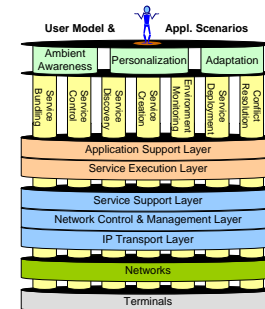 User Model & Appl. Scenarios
Ambient
Awareness
Personalization
Adaptation
Service
Bundling
Service
Control
Service
Discovery
Service
Creation
Environment
Monitoring
Service
Deployment
Conflict
Resolution
Application Support Layer
Service Execution Layer
Service Support Layer
Network Control & Management Layer
IP Transport Layer
Networks
Terminals